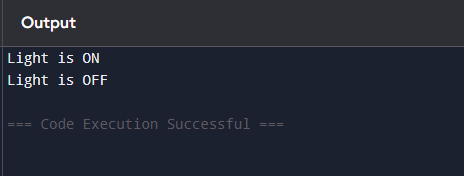 Output
Light is ON
Light is OFF
=== Code Execution Successful ===